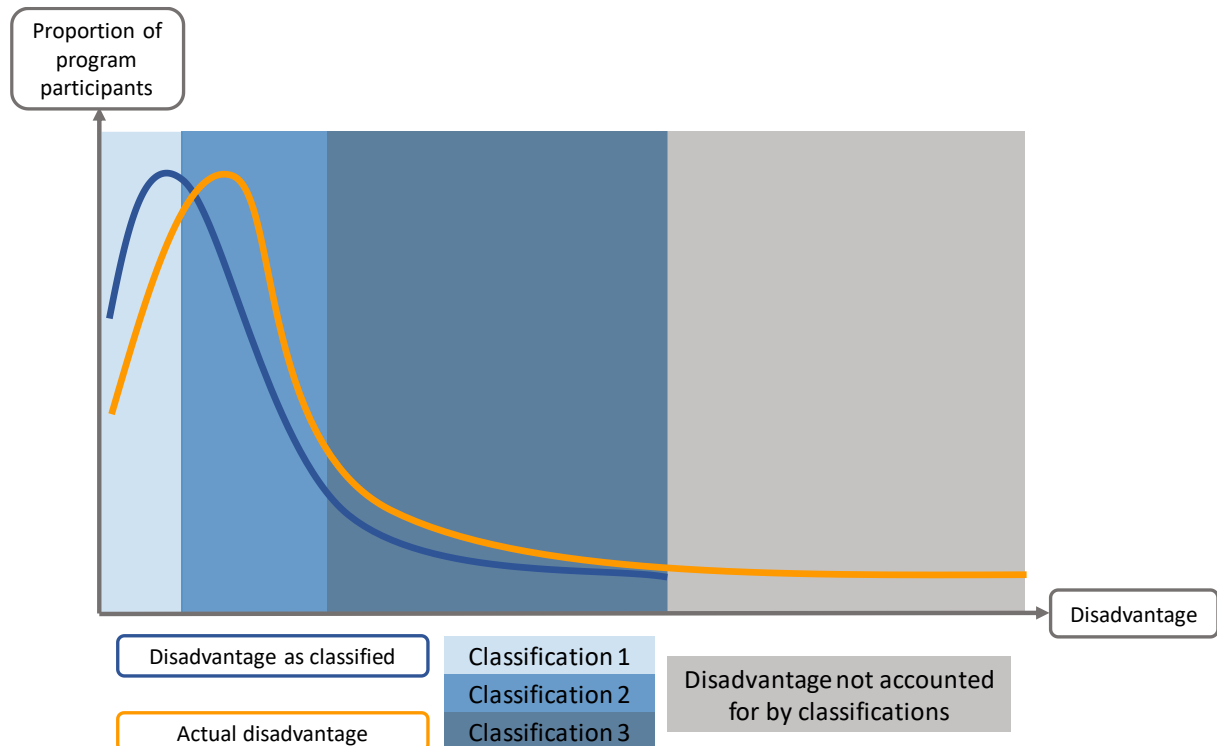 Proportion of
program
participants
Disadvantage
Disadvantage as classified
Actual disadvantage
Classification 1
Classification 2
Classification 3
Disadvantage not accounted
for by classifications